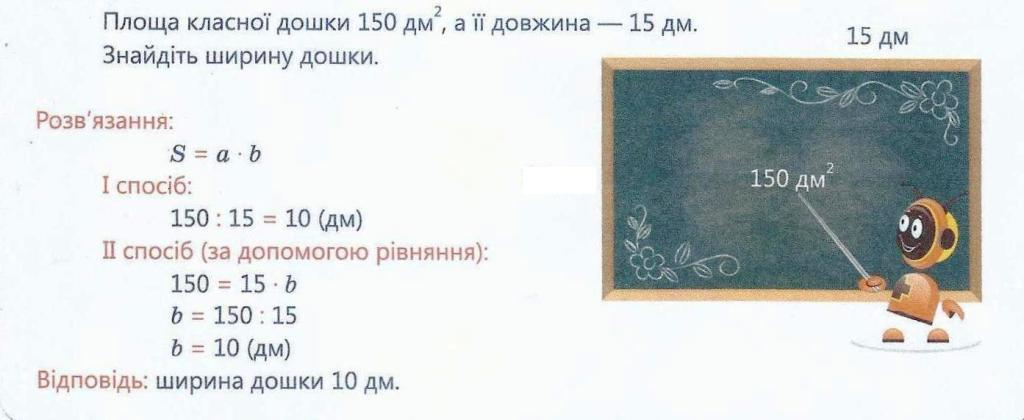 Площа класної дошки 150 дм², а її довжина — 15 дм.
Знайдіть ширину дошки.
15 дм
Розв’язання:
S = a · b
І спосіб:
150 : 15 = 10 (дм)
ІІ спосіб (за допомогою рівняння):
150 = 15 · b
b = 150 : 15
b = 10 (дм)
Відповідь: ширина дошки 10 дм.
150 дм²